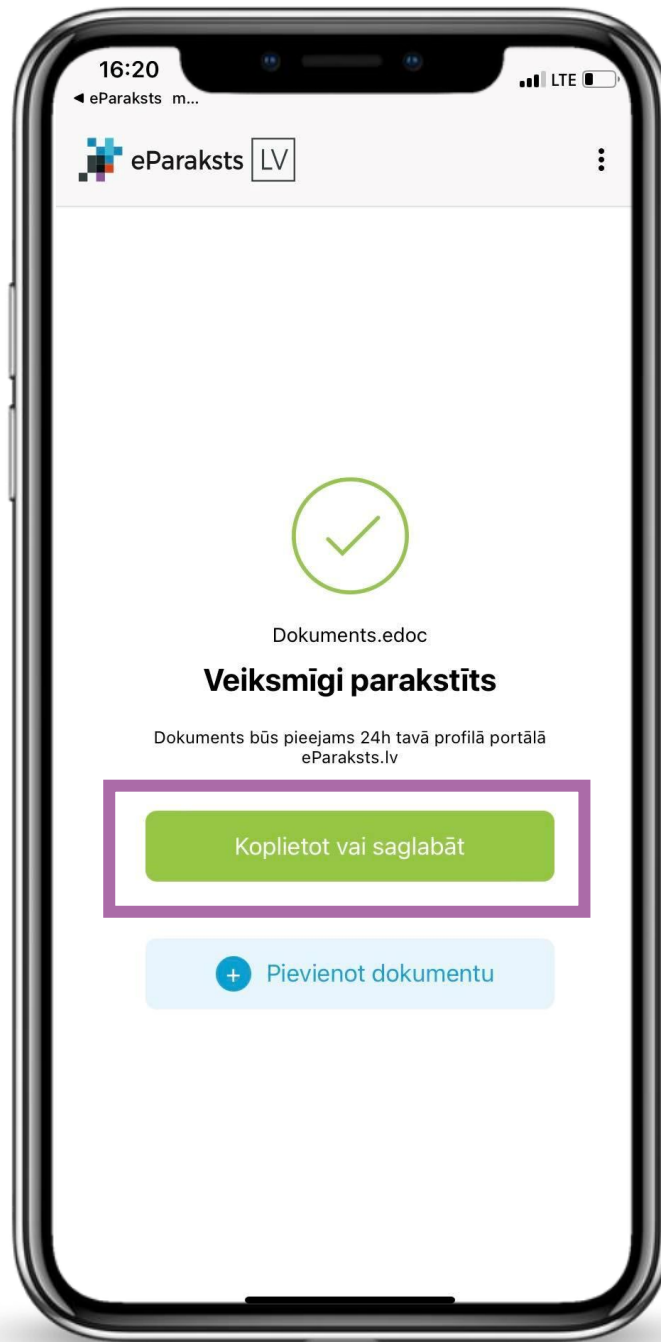 16:20
LTE
◀ eParaksts m...
eParaksts LV
Dokuments.edoc
Veiksmīgi parakstīts
Dokuments būs pieejams 24h tavā profilā portālā
eParaksts.lv
Koplietot vai saglabāt
Pievienot dokumentu